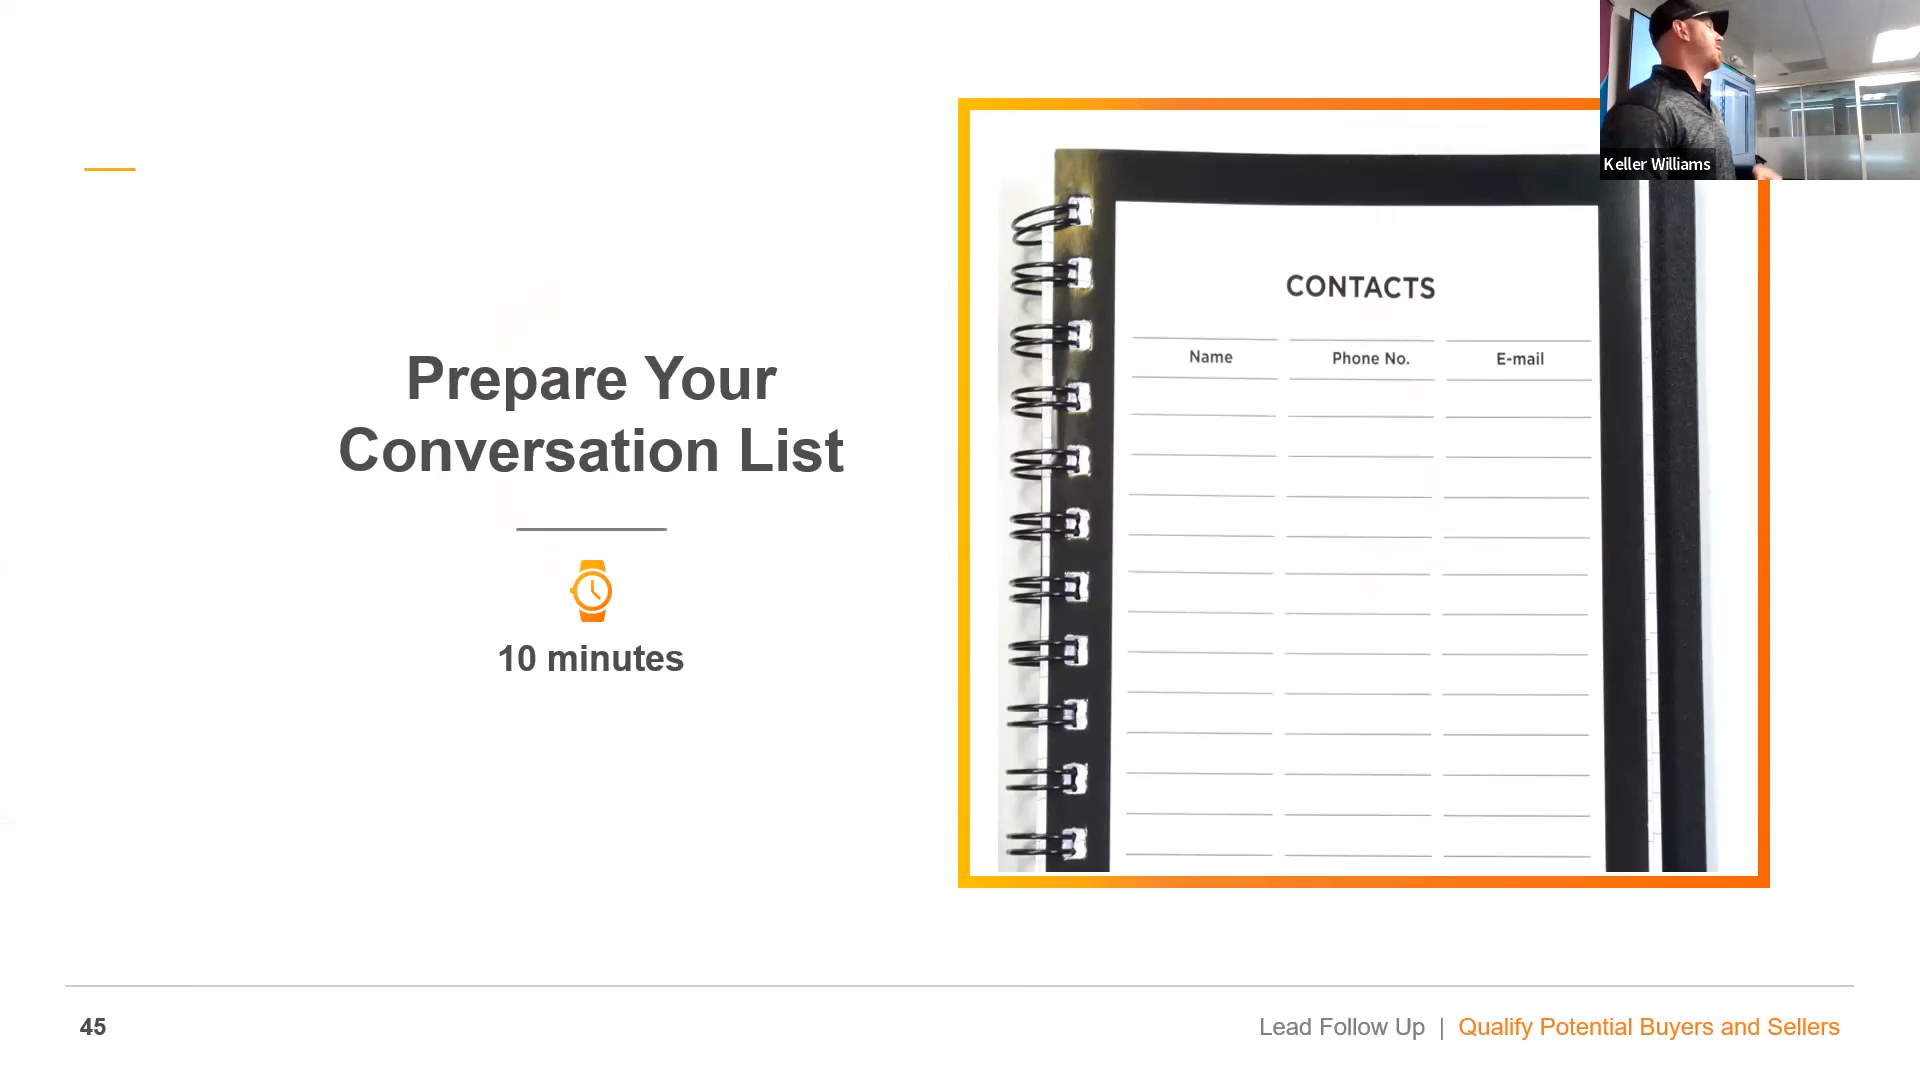 Keller Williams
Prepare Your
Conversation List
10 minutes
CONTACTS
Name Phone No. E-mail
45
Lead Follow Up | Qualify Potential Buyers and Sellers